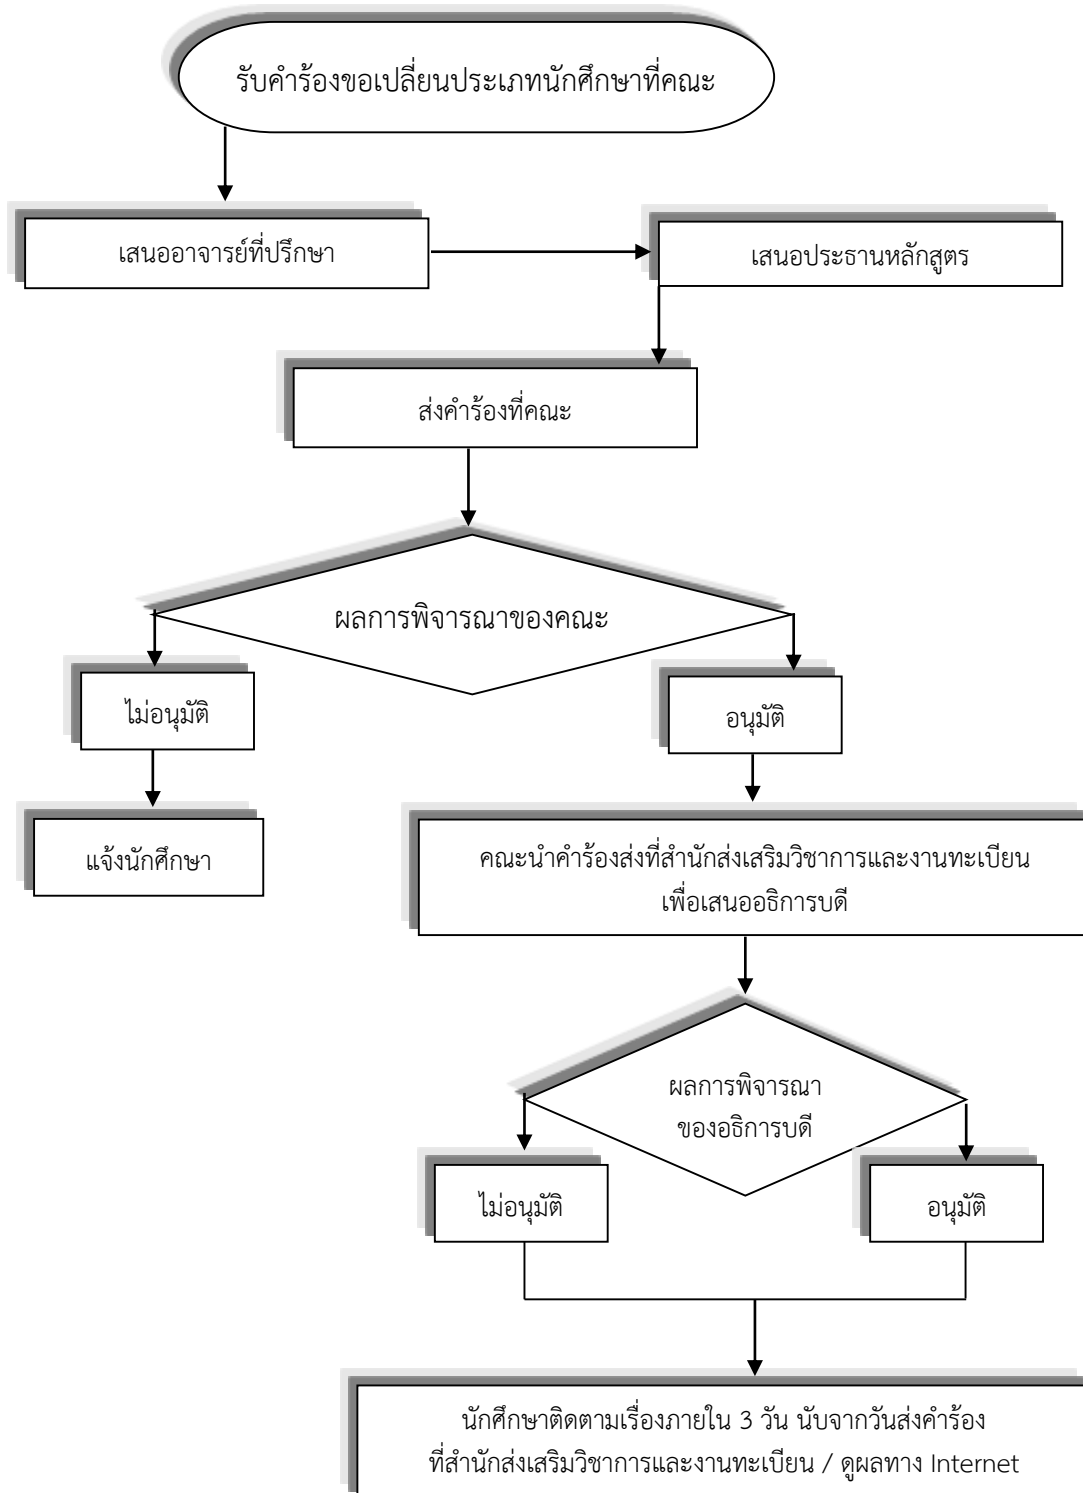 รับคำร้องขอเปลี่ยนประเภทนักศึกษาที่คณะ
เสนออาจารย์ที่ปรึกษา
เสนอประธานหลักสูตร
ส่งคำร้องที่คณะ
ผลการพิจารณาของคณะ
ไม่อนุมัติ
อนุมัติ
แจ้งนักศึกษา
คณะนำคำร้องส่งที่สำนักส่งเสริมวิชาการและงานทะเบียน
เพื่อเสนออธิการบดี
ผลการพิจารณา
ของอธิการบดี
ไม่อนุมัติ
อนุมัติ
นักศึกษาติดตามเรื่องภายใน 3 วัน นับจากวันส่งคำร้อง
ที่สำนักส่งเสริมวิชาการและงานทะเบียน / ดูผลทาง Internet